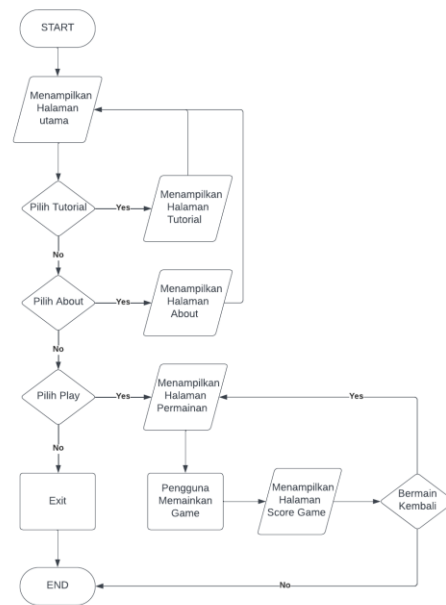 START
Menampilkan
Halaman
utama
Pilih Tutorial
Yes
Menampilkan
Halaman
Tutorial
No
Pilih About
Yes
Menampilkan
Halaman
About
No
Pilih Play
Yes
Menampilkan
Halaman
Permainan
Yes
No
Exit
Pengguna
Memainkan
Game
Menampilkan
Halaman
Score Game
Bermain
Kembali
END
No